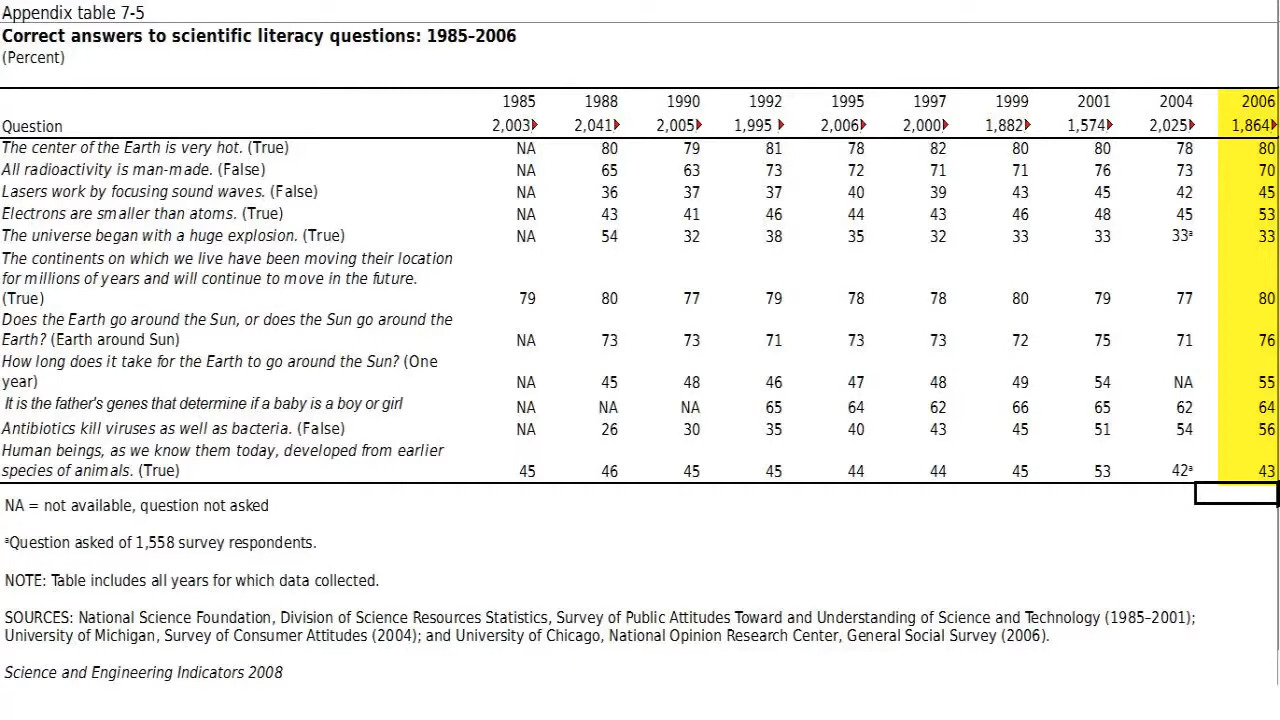 Appendix table 7-5
Correct answers to scientific literacy questions: 1985–2006
(Percent)
1985 1988 1990 1992 1995 1997 1999 2001 2004 2006
Question 2,003 2,041 2,005 1,995 2,006 2,000 1,882 1,574 2,025 1,864
The center of the Earth is very hot. (True) NA 80 79 81 78 82 80 80 78 80
All radioactivity is man-made. (False) NA 65 63 73 72 71 71 76 73 70
Lasers work by focusing sound waves. (False) NA 36 37 37 40 39 43 45 42 45
Electrons are smaller than atoms. (True) NA 43 41 46 44 43 46 48 45 53
The universe began with a huge explosion. (True) NA 54 32 38 35 32 33 33 33ª 33
The continents on which we live have been moving their location
for millions of years and will continue to move in the future.
(True) 79 80 77 79 78 78 80 79 77 80
Does the Earth go around the Sun, or does the Sun go around the
Earth? (Earth around Sun) NA 73 73 71 73 73 72 75 71 76
How long does it take for the Earth to go around the Sun? (One
year) NA 45 48 46 47 48 49 54 NA 55
It is the father's genes that determine if a baby is a boy or girl NA NA NA 65 64 62 66 65 62 64
Antibiotics kill viruses as well as bacteria. (False) NA 26 30 35 40 43 45 51 54 56
Human beings, as we know them today, developed from earlier
species of animals. (True) 45 46 45 45 44 44 45 53 42ª 43
NA = not available, question not asked
ªQuestion asked of 1,558 survey respondents.
NOTE: Table includes all years for which data collected.
SOURCES: National Science Foundation, Division of Science Resources Statistics, Survey of Public Attitudes Toward and Understanding of Science and Technology (1985–2001);
University of Michigan, Survey of Consumer Attitudes (2004); and University of Chicago, National Opinion Research Center, General Social Survey (2006).
Science and Engineering Indicators 2008